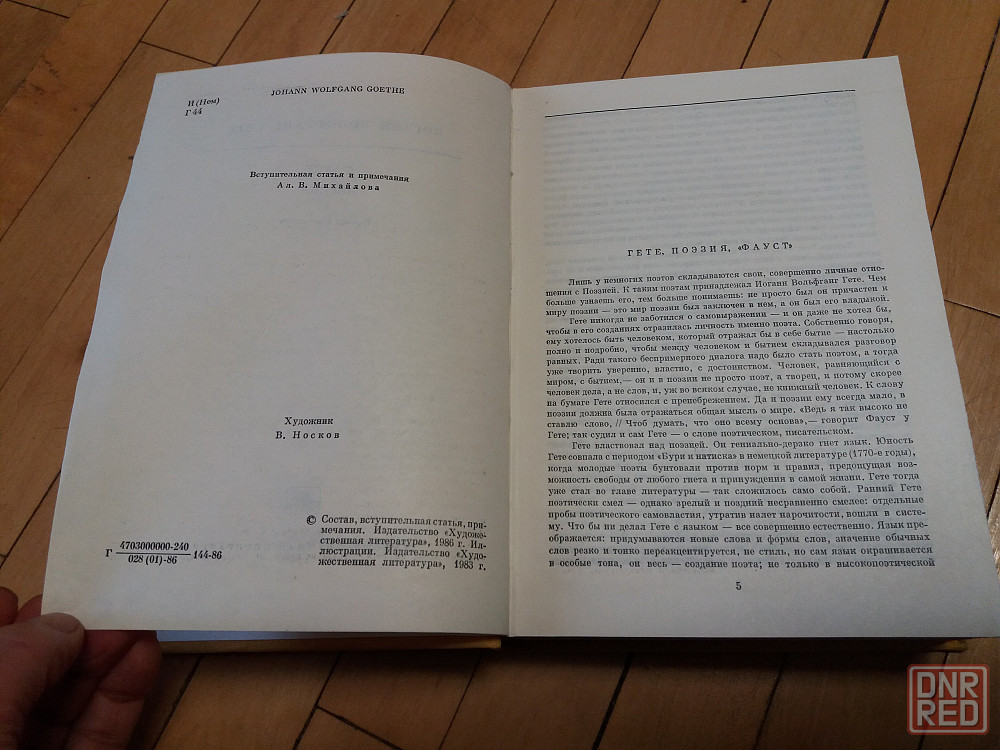 И (Нем)
Г 44
JOHANN WOLFGANG GOETHE
Вступительная статья и примечания
Ал. В. Михайлова
Художник
В. Носков
Г 4703000000-240 144-86
028 (01)-86
© Состав, вступительная статья, при-
мечания. Издательство «Художе-
ственная литература», 1986 г. Ил-
люстрации. Издательство «Худо-
жественная литература», 1983 г.
ГЕТЕ, ПОЭЗИЯ, «ФАУСТ»
Лишь у немногих поэтов складываются свои, совершенно личные отно-
шения с Поэзией. К таким поэтам принадлежал Иоганн Вольфганг Гете. Чем
больше узнаешь его, тем больше понимаешь: не просто был он причастен к
миру поэзии — это мир поэзии был заключен в нем, а он был его владыкой.
Гете никогда не заботился о самовыражении — и он даже не хотел бы,
чтобы в его созданиях отразилась личность именно поэта. Собственно говоря,
ему хотелось быть человеком, который отражал бы в себе бытие — настолько
полно и подробно, чтобы между человеком и бытием складывался разговор
равных. Ради такого беспримерного диалога надо было стать поэтом, а тогда
уже творить уверенно, властно, с достоинством. Человек, равняющийся с
миром, с бытием,— он и в поэзии не просто поэт, а творец, и потому скорее
человек дела, а не слов, и, уж во всяком случае, не книжный человек. К слову
на бумаге Гете относился с пренебрежением. Да и поэзии ему всегда мало, в
поэзии должна была отражаться общая мысль о мире. «Ведь я так высоко не
ставлю слово, // Чтоб думать, что оно всему основа»,— говорит Фауст у
Гете; так судил и сам Гете — о слове поэтическом, писательском.
Гете властвовал над поэзией. Он гениально-дерзко гнет язык. Юность
Гете совпала с периодом «Бури и натиска» в немецкой литературе (1770-е годы),
когда молодые поэты бунтовали против норм и правил, предощущая воз-
можность свободы от любого гнета и принуждения в самой жизни. Гете тогда
уже стал во главе литературы — так сложилось само собой. Ранний Гете
поэтически смел — однако зрелый и поздний несравненно смелее: отдельные
пробы поэтического самовластия, утратив налет нарочитости, вошли в систе-
му. Что бы ни делал Гете с языком — все совершенно естественно. Язык пре-
ображается: придумываются новые слова и формы слов, значение обычных
слов резко и тонко переакцентируется, не стиль, но сам язык окрашивается
в особые тона, он весь — создание поэта; не только в высокопоэтической
5
DNR
RED